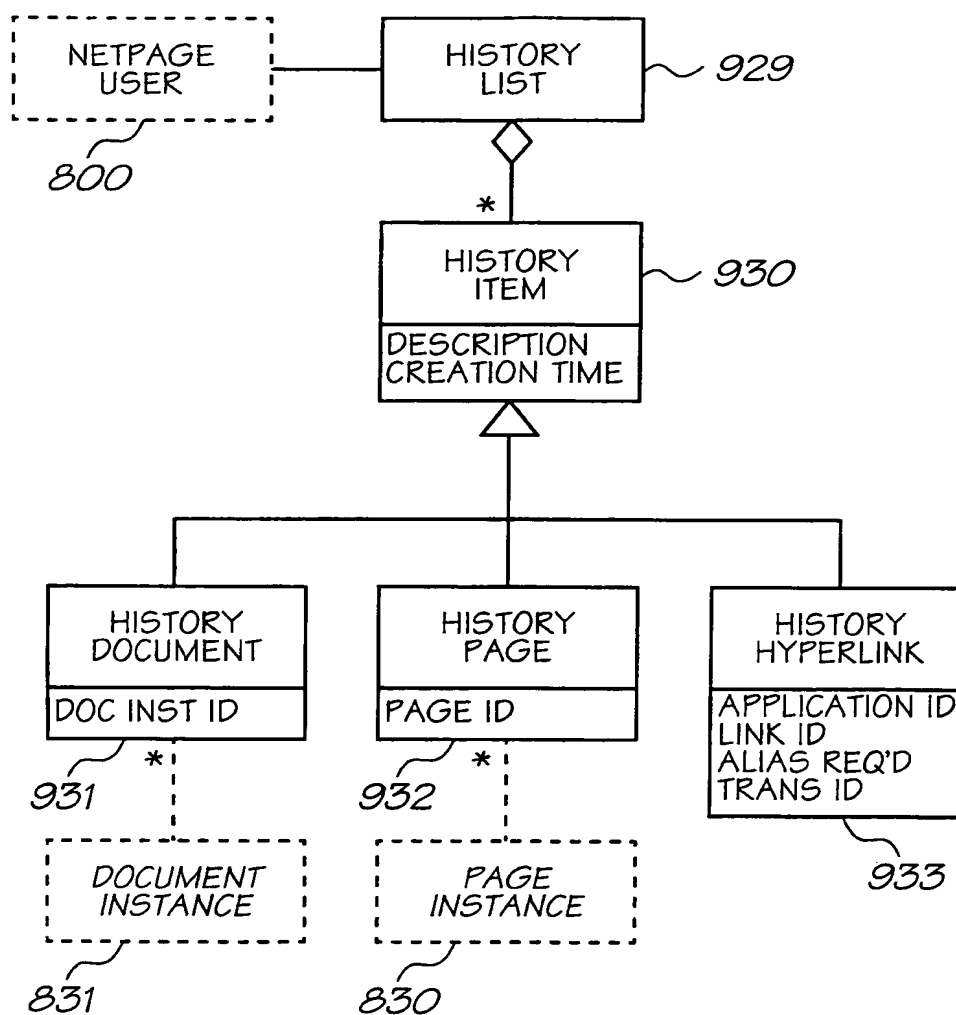 NETPAGE
USER
800
HISTORY
LIST
929
*
HISTORY
ITEM
930
DESCRIPTION
CREATION TIME
HISTORY
DOCUMENT
DOC INST ID
931
*
HISTORY
PAGE
PAGE ID
932
*
HISTORY
HYPERLINK
APPLICATION ID
LINK ID
ALIAS REQ'D
TRANS ID
933
DOCUMENT
INSTANCE
831
PAGE
INSTANCE
830